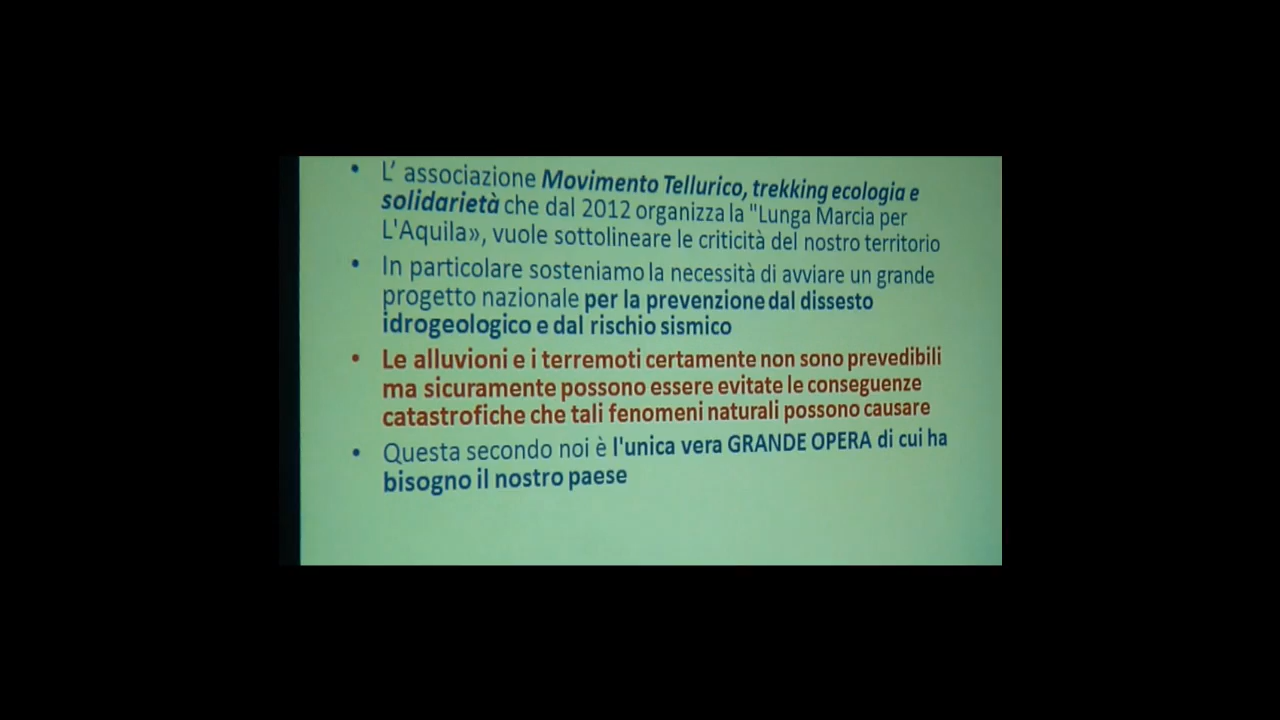 • L’ associazione Movimento Tellurico, trekking ecologia e
solidarietà che dal 2012 organizza la "Lunga Marcia per
L'Aquila», vuole sottolineare le criticità del nostro territorio
• In particolare sosteniamo la necessità di avviare un grande
progetto nazionale per la prevenzione dal dissesto
idrogeologico e dal rischio sismico
• Le alluvioni e i terremoti certamente non sono prevedibili
ma sicuramente possono essere evitate le conseguenze
catastrofiche che tali fenomeni naturali possono causare
• Questa secondo noi è l'unica vera GRANDE OPERA di cui ha
bisogno il nostro paese